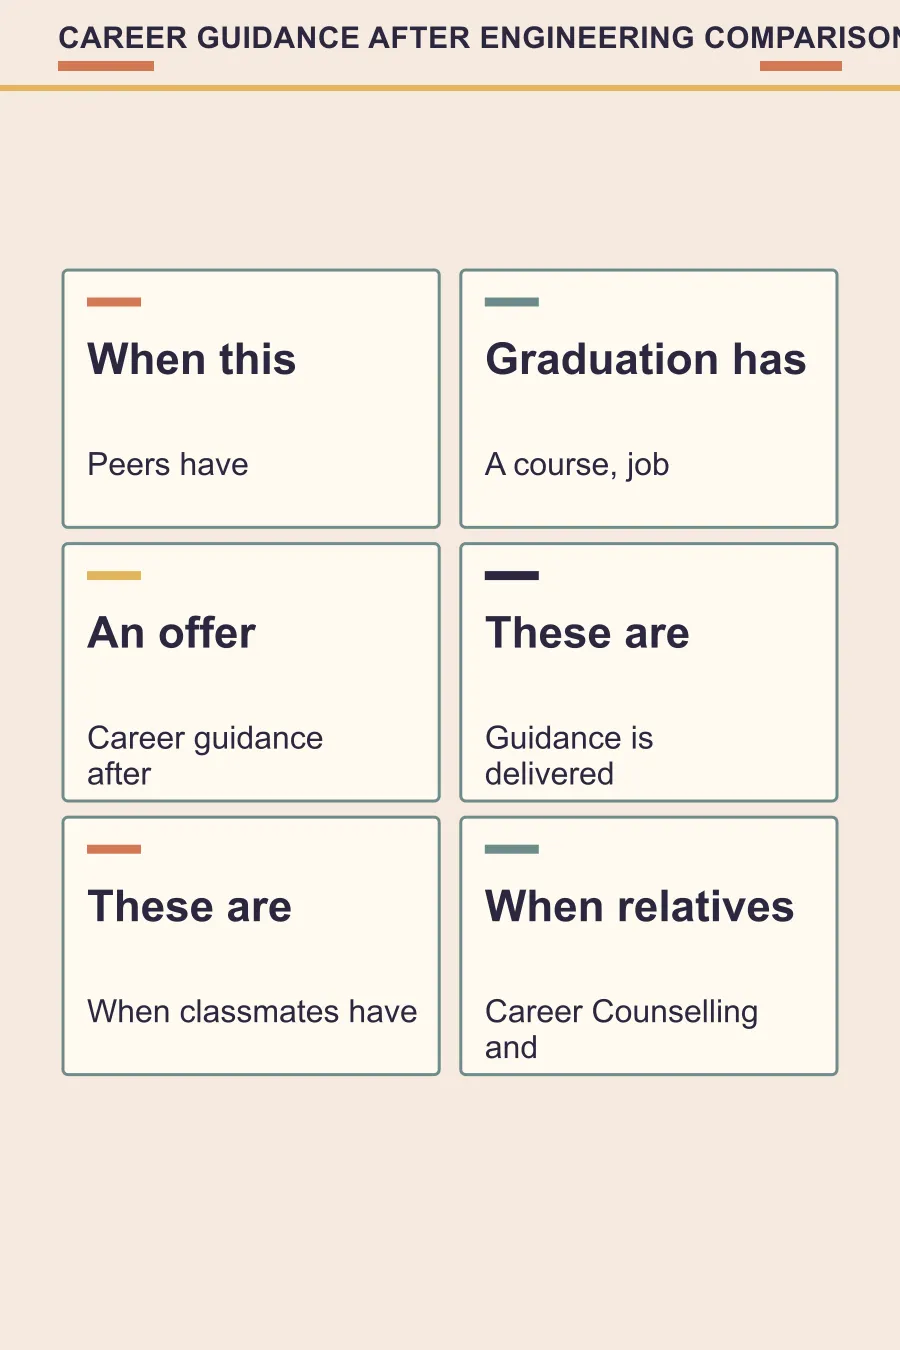 CAREER GUIDANCE AFTER ENGINEERING COMPARISON
When this
Peers have
Graduation has
A course, job
An offer
Career guidance
after
These are
Guidance is
delivered
These are
When classmates have
When relatives
Career Counselling
and